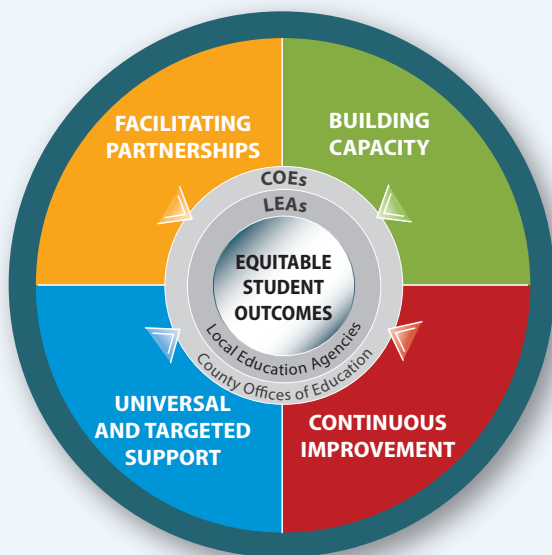 FACILITATING
PARTNERSHIPS
BUILDING
CAPACITY
COEs
LEAs
EQUITABLE
STUDENT
OUTCOMES
Local Education Agencies
County Offices of Education
UNIVERSAL
AND TARGETED
SUPPORT
CONTINUOUS
IMPROVEMENT